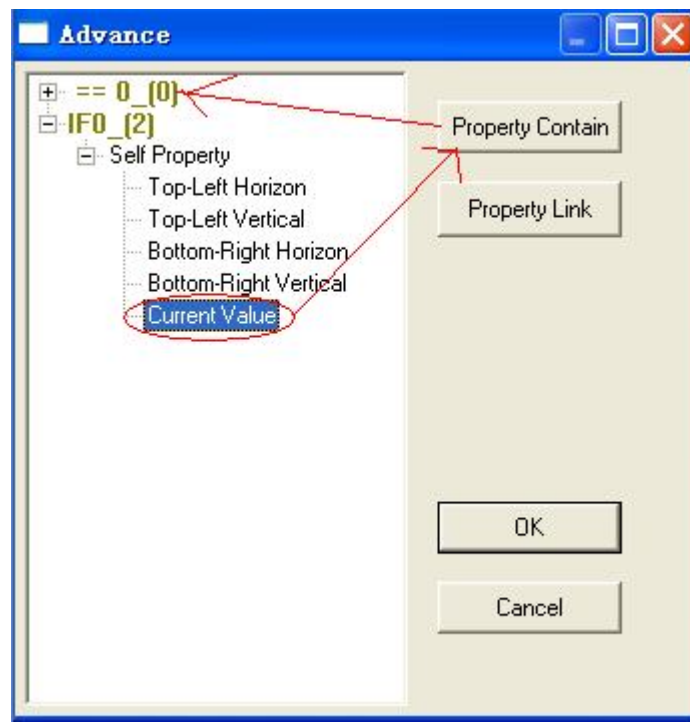 Advance
== 0_(0)
IF0_(2)
Self Property
Top-Left Horizon
Top-Left Vertical
Bottom-Right Horizon
Bottom-Right Vertical
Current Value
Property Contain
Property Link
OK
Cancel